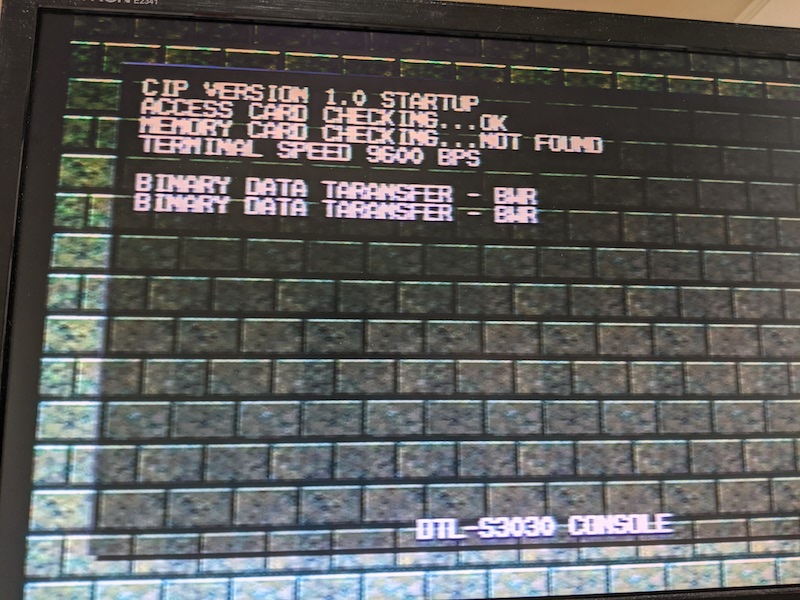 E2341
CIP VERSION 1.0 STARTUP
ACCESS CARD CHECKING...OK
MEMORY CARD CHECKING...NOT FOUND
TERMINAL SPEED 9600 BPS
BINARY DATA TARANSFER - BWR
BINARY DATA TARANSFER - BWR
DTL-S3030 CONSOLE